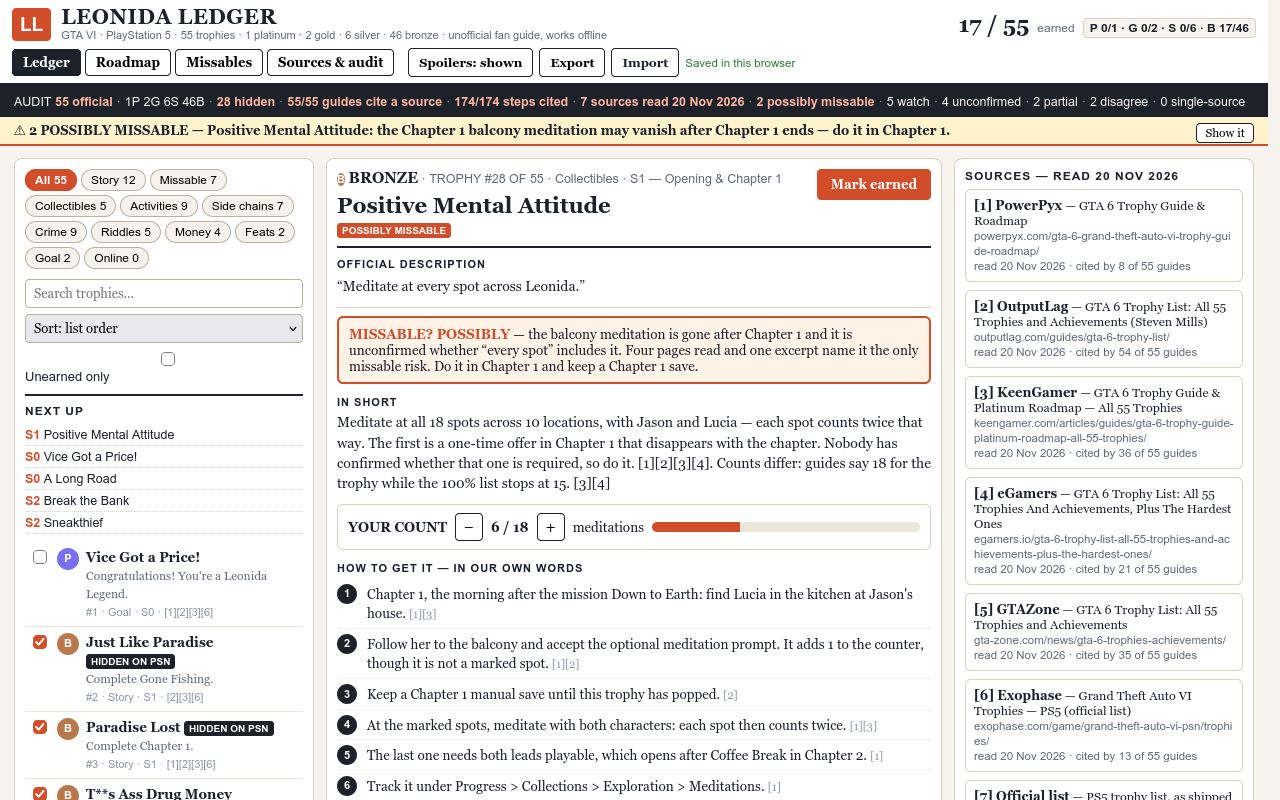 LL
LEONIDA LEDGER
GTA VI · PlayStation 5 · 55 trophies · 1 platinum · 2 gold · 6 silver · 46 bronze · unofficial fan guide, works offline
17 / 55 earned
P 0/1 · G 0/2 · S 0/6 · B 17/46
Ledger
Roadmap
Missables
Sources & audit
Spoilers: shown
Export
Import
Saved in this browser
AUDIT 55 official · 1P 2G 6S 46B · 28 hidden · 55/55 guides cite a source · 174/174 steps cited · 7 sources read 20 Nov 2026 · 2 possibly missable · 5 watch · 4 unconfirmed · 2 partial · 2 disagree · 0 single-source
⚠ 2 POSSIBLY MISSABLE — Positive Mental Attitude: the Chapter 1 balcony meditation may vanish after Chapter 1 ends — do it in Chapter 1.
Show it
All 55
Story 12
Missable 7
Collectibles 5
Activities 9
Side chains 7
Crime 9
Riddles 5
Money 4
Feats 2
Goal 2
Online 0
Search trophies...
Sort: list order
Unearned only
NEXT UP
S1 Positive Mental Attitude
S0 Vice Got a Price!
S0 A Long Road
S2 Break the Bank
S2 Sneakthief
P
Vice Got a Price!
Congratulations! You're a Leonida
Legend.
#1 · Goal · S0 · [1][2][3][6]
B
Just Like Paradise
HIDDEN ON PSN
Complete Gone Fishing.
#2 · Story · S1 · [2][3][6]
B
Paradise Lost HIDDEN ON PSN
Complete Chapter 1.
#3 · Story · S1 · [1][2][3][6]
B
T**s Ass Drug Money
B BRONZE · TROPHY #28 OF 55 · Collectibles · S1 — Opening & Chapter 1
Mark earned
Positive Mental Attitude
POSSIBLY MISSABLE
OFFICIAL DESCRIPTION
“Meditate at every spot across Leonida.”
MISSABLE? POSSIBLY — the balcony meditation is gone after Chapter 1 and it is
unconfirmed whether “every spot” includes it. Four pages read and one excerpt name it the only
missable risk. Do it in Chapter 1 and keep a Chapter 1 save.
IN SHORT
Meditate at all 18 spots across 10 locations, with Jason and Lucia — each spot counts twice that
way. The first is a one-time offer in Chapter 1 that disappears with the chapter. Nobody has
confirmed whether that one is required, so do it. [1][2][3][4]. Counts differ: guides say 18 for the
trophy while the 100% list stops at 15. [3][4]
YOUR COUNT − 6 / 18 + meditations
HOW TO GET IT — IN OUR OWN WORDS
1 Chapter 1, the morning after the mission Down to Earth: find Lucia in the kitchen at Jason's
house. [1][3]
2 Follow her to the balcony and accept the optional meditation prompt. It adds 1 to the counter,
though it is not a marked spot. [1][2]
3 Keep a Chapter 1 manual save until this trophy has popped. [2]
4 At the marked spots, meditate with both characters: each spot then counts twice. [1][3]
5 The last one needs both leads playable, which opens after Coffee Break in Chapter 2. [1]
6 Track it under Progress > Collections > Exploration > Meditations. [1]
SOURCES — READ 20 NOV 2026
[1] PowerPyx — GTA 6 Trophy Guide &
Roadmap
powerpyx.com/gta-6-grand-theft-auto-vi-trophy-gui
de-roadmap/
read 20 Nov 2026 · cited by 8 of 55 guides
[2] OutputLag — GTA 6 Trophy List: All 55
Trophies and Achievements (Steven Mills)
outputlag.com/guides/gta-6-trophy-list/
read 20 Nov 2026 · cited by 54 of 55 guides
[3] KeenGamer — GTA 6 Trophy Guide &
Platinum Roadmap — All 55 Trophies
keengamer.com/articles/guides/gta-6-trophy-guide-
platinum-roadmap-all-55-trophies/
read 20 Nov 2026 · cited by 36 of 55 guides
[4] eGamers — GTA 6 Trophy List: All 55
Trophies And Achievements, Plus The Hardest
Ones
egamers.io/gta-6-trophy-list-all-55-trophies-and-ac
hievements-plus-the-hardest-ones/
read 20 Nov 2026 · cited by 21 of 55 guides
[5] GTAZone — GTA 6 Trophy List: All 55
Trophies and Achievements
gta-zone.com/news/gta-6-trophies-achievements/
read 20 Nov 2026 · cited by 35 of 55 guides
[6] Exophase — Grand Theft Auto VI
Trophies — PS5 (official list)
exophase.com/game/grand-theft-auto-vi-psn/trophi
es/
read 20 Nov 2026 · cited by 13 of 55 guides
[7] Official list — PS5 trophy list, as shipped